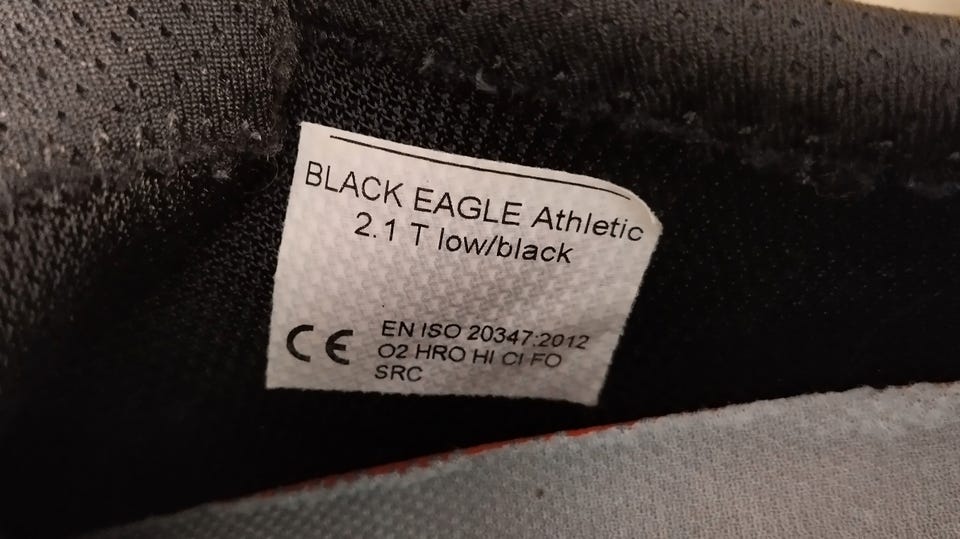 BLACK EAGLE Athletic
2.1 T low/black
CE
EN ISO 20347:2012
O2 HRO HI CI FO
SRC